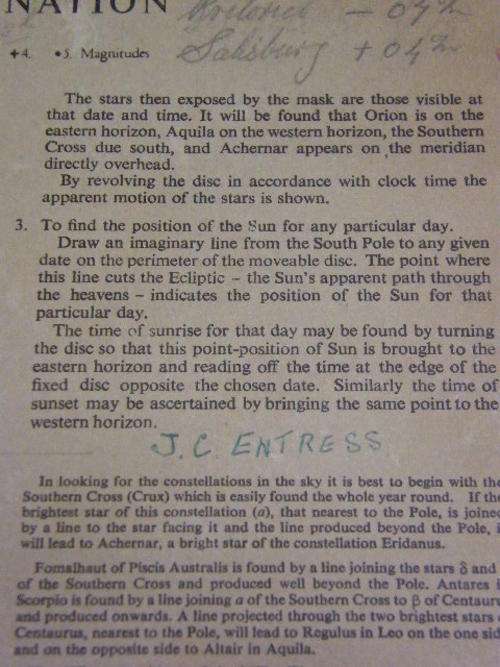 NATION
Salisbury + 04½
+4. •5. Magnitudes
The stars then exposed by the mask are those visible at
that date and time. It will be found that Orion is on the
eastern horizon, Aquila on the western horizon, the Southern
Cross due south, and Achernar appears on the meridian
directly overhead.
By revolving the disc in accordance with clock time the
apparent motion of the stars is shown.
3. To find the position of the Sun for any particular day.
Draw an imaginary line from the South Pole to any given
date on the perimeter of the moveable disc. The point where
this line cuts the Ecliptic – the Sun's apparent path through
the heavens – indicates the position of the Sun for that
particular day.
The time of sunrise for that day may be found by turning
the disc so that this point-position of Sun is brought to the
eastern horizon and reading off the time at the edge of the
fixed disc opposite the chosen date. Similarly the time of
sunset may be ascertained by bringing the same point to the
western horizon.
J.C. ENTRESS
In looking for the constellations in the sky it is best to begin with the
Southern Cross (Crux) which is easily found the whole year round. If the
brightest star of this constellation (a), that nearest to the Pole, is joined
by a line to the star facing it and the line produced beyond the Pole, i
will lead to Achernar, a bright star of the constellation Eridanus.
Fomalhaut of Piscis Australis is found by a line joining the stars δ and
of the Southern Cross and produced well beyond the Pole. Antares
Scorpio is found by a line joining a of the Southern Cross to β of Centaur
and produced onwards. A line projected through the two brightest stars
Centaurus, nearest to the Pole, will lead to Regulus in Leo on the one sid
and on the opposite side to Altair in Aquila.